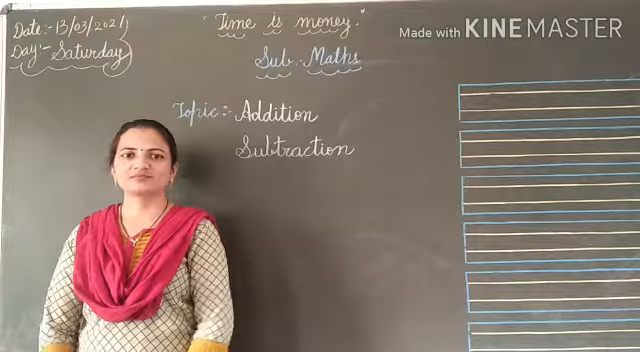 Date:- 13/03/2021
Day:- Saturday
"Time is money."
Sub.- Maths
Topic:- Addition
Subtraction
Made with KINEMASTER